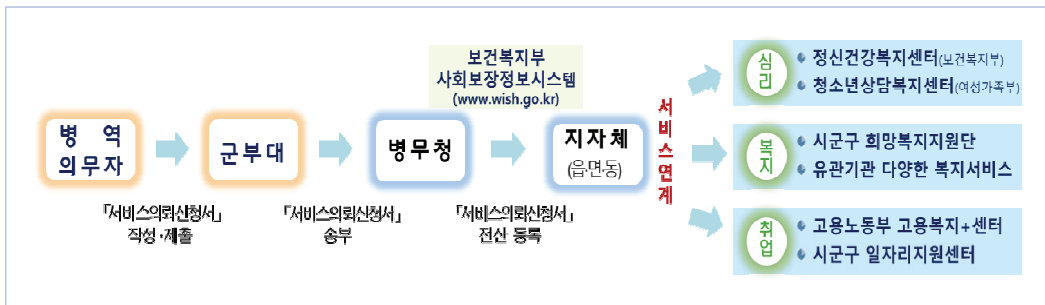 보건복지부
사회보장정보시스템
(www.wish.go.kr)
병 역
의무자
군부대
병무청
지자체
(읍·면·동)
「서비스의뢰신청서」
작성·제출
「서비스의뢰신청서」
송부
「서비스의뢰신청서」
전산 등록
서비스연계
심리
정신건강복지센터(보건복지부)
청소년상담복지센터(여성가족부)
복지
시군구 희망복지지원단
유관기관 다양한 복지서비스
취업
고용노동부 고용복지+센터
시군구 일자리지원센터